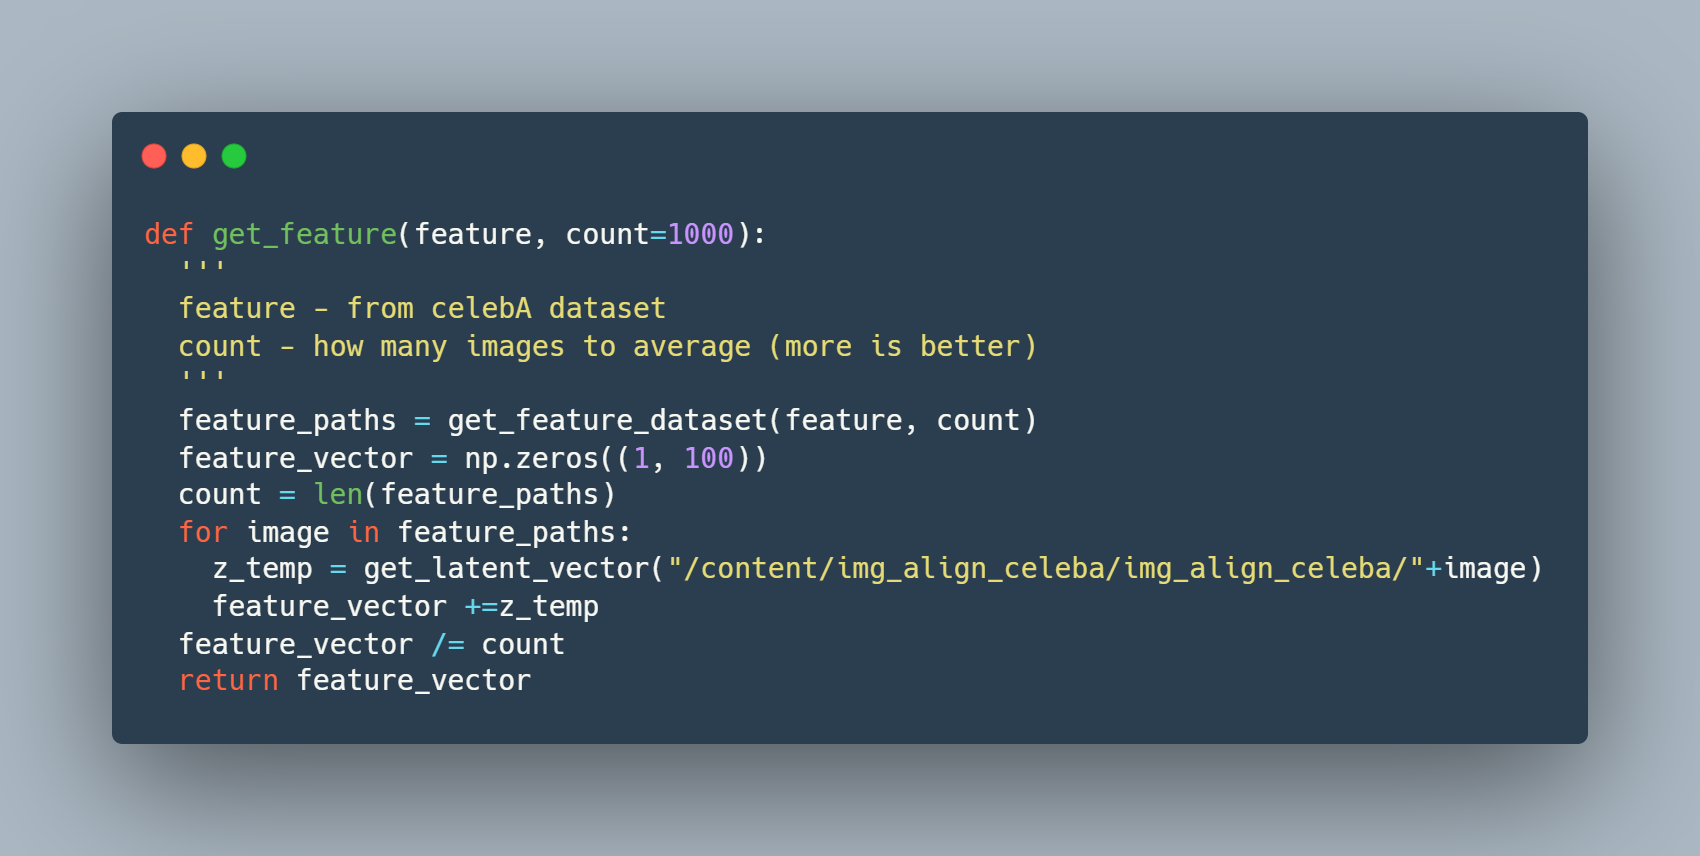 def get_feature(feature, count=1000):
  '''
  feature - from celebA dataset
  count - how many images to average (more is better)
  '''
  feature_paths = get_feature_dataset(feature, count)
  feature_vector = np.zeros((1, 100))
  count = len(feature_paths)
  for image in feature_paths:
    z_temp = get_latent_vector("/content/img_align_celeba/img_align_celeba/"+image)
    feature_vector +=z_temp
  feature_vector /= count
  return feature_vector